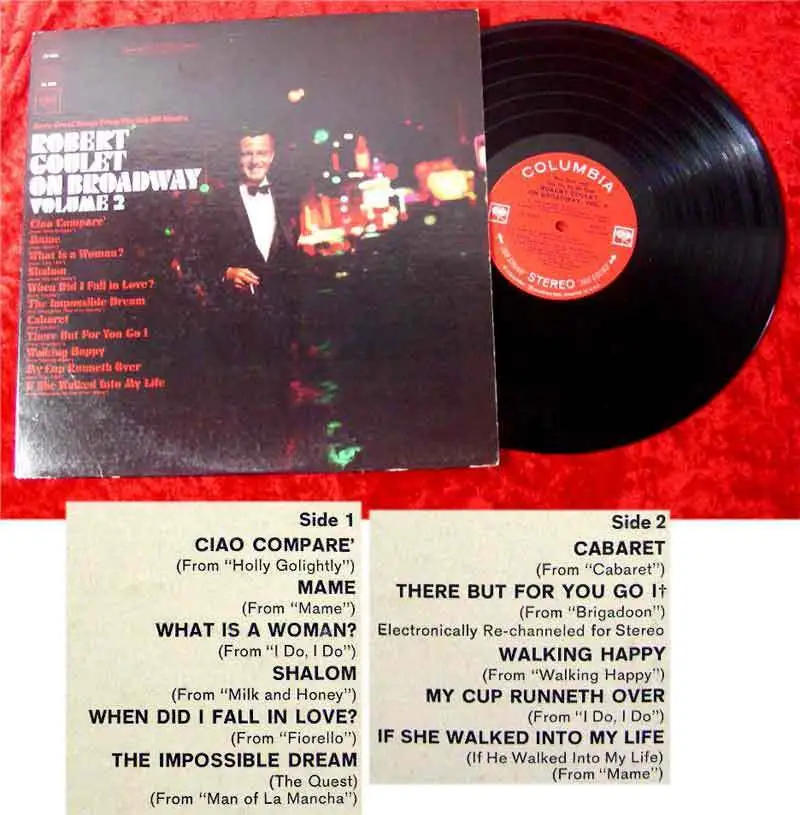 ROBERT
GOULET
ON BROADWAY
VOLUME 2
Ciao Compare'
Mame
What Is a Woman?
Shalom
When Did I Fall in Love?
The Impossible Dream
Cabaret
There But For You Go I
Walking Happy
My Cup Runneth Over
If She Walked Into My Life
COLUMBIA
ROBERT GOULET
ON BROADWAY, VOL. 2
STEREO
Side 1
CIAO COMPARE'
(From "Holly Golightly")
MAME
(From "Mame")
WHAT IS A WOMAN?
(From "I Do, I Do")
SHALOM
(From "Milk and Honey")
WHEN DID I FALL IN LOVE?
(From "Fiorello")
THE IMPOSSIBLE DREAM
(The Quest)
(From "Man of La Mancha")
Side 2
CABARET
(From "Cabaret")
THERE BUT FOR YOU GO I†
(From "Brigadoon")
Electronically Re-channeled for Stereo
WALKING HAPPY
(From "Walking Happy")
MY CUP RUNNETH OVER
(From "I Do, I Do")
IF SHE WALKED INTO MY LIFE
(If He Walked Into My Life)
(From "Mame")